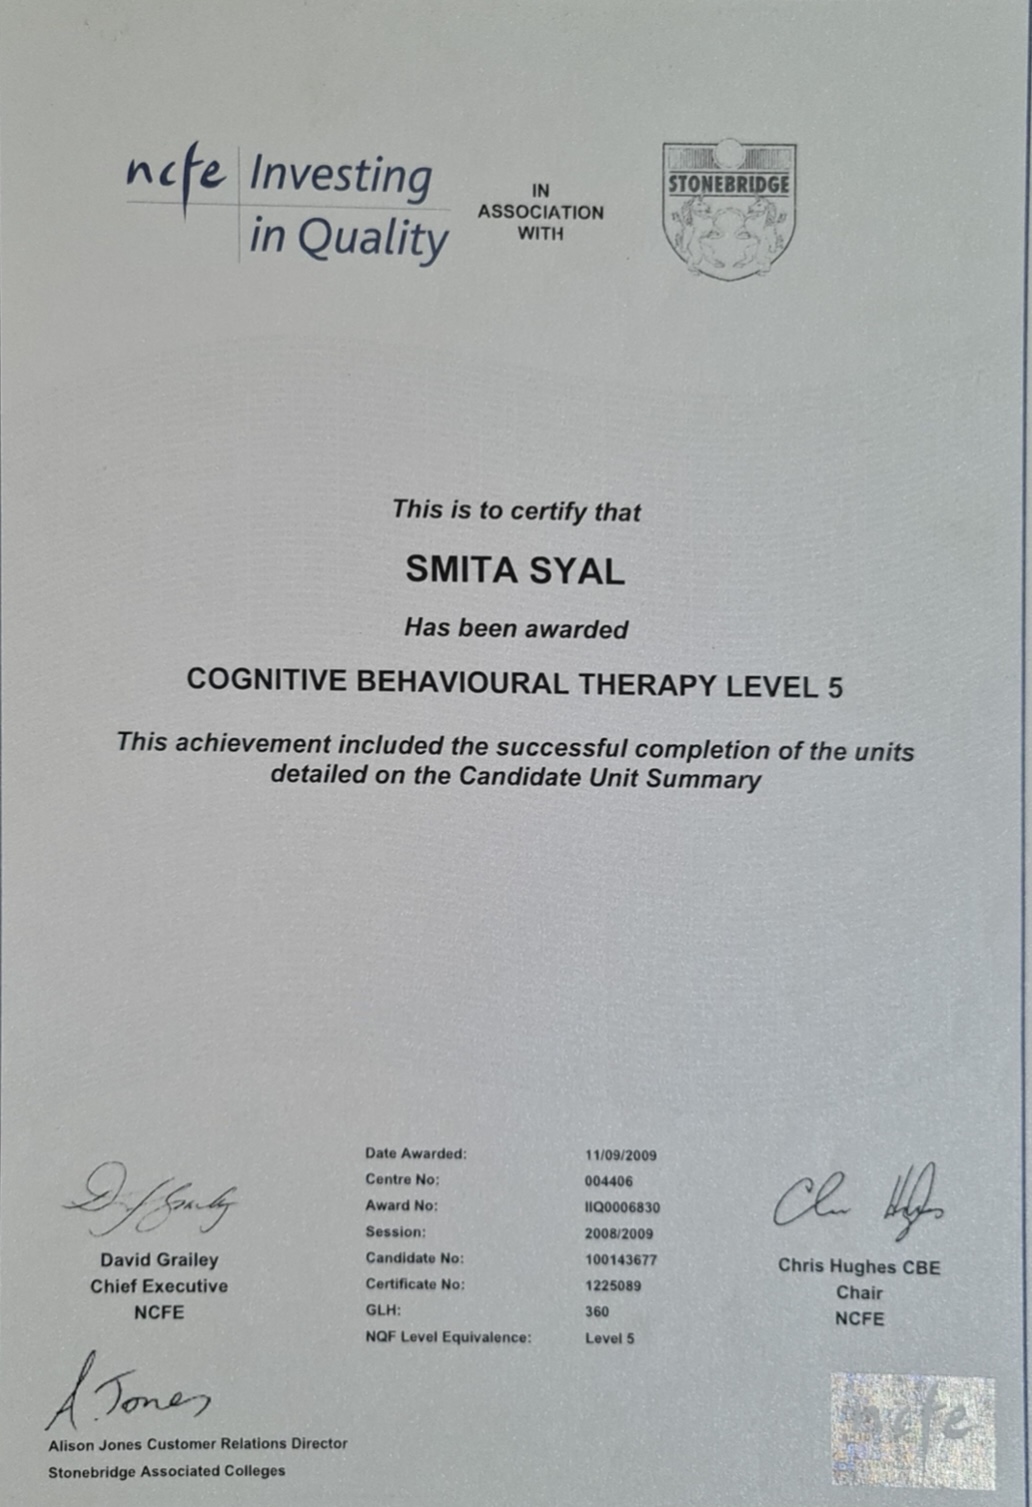 ncfe Investing
in Quality
IN
ASSOCIATION
WITH
STONEBRIDGE
This is to certify that
SMITA SYAL
Has been awarded
COGNITIVE BEHAVIOURAL THERAPY LEVEL 5
This achievement included the successful completion of the units
detailed on the Candidate Unit Summary
Date Awarded: 11/09/2009
Centre No: 004406
Award No: IIQ0006830
Session: 2008/2009
Candidate No: 100143677
Certificate No: 1225089
GLH: 360
NQF Level Equivalence: Level 5
David Grailey
Chief Executive
NCFE
Chris Hughes CBE
Chair
NCFE
A. Jones
Alison Jones Customer Relations Director
Stonebridge Associated Colleges
ncfe